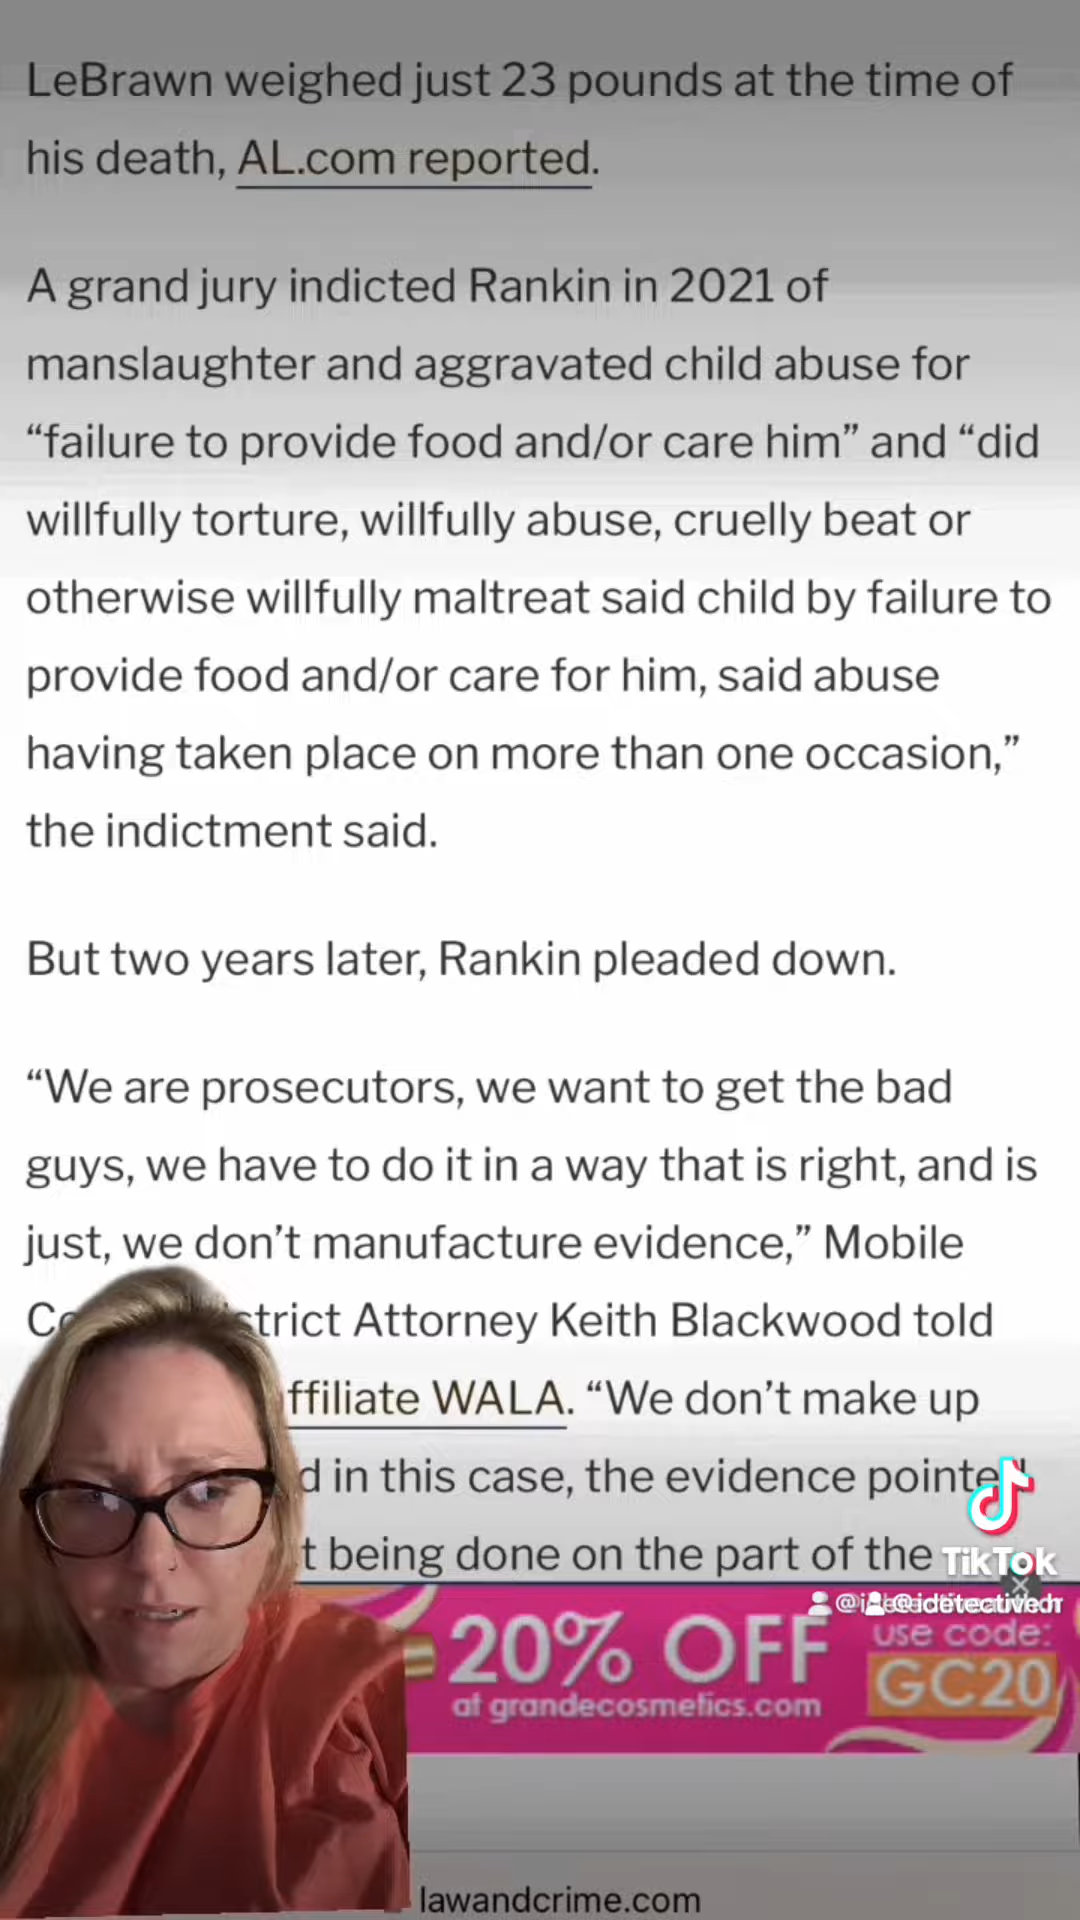 LeBrawn weighed just 23 pounds at the time of
his death, AL.com reported.
A grand jury indicted Rankin in 2021 of
manslaughter and aggravated child abuse for
“failure to provide food and/or care him” and “did
willfully torture, willfully abuse, cruelly beat or
otherwise willfully maltreat said child by failure to
provide food and/or care for him, said abuse
having taken place on more than one occasion,”
the indictment said.
But two years later, Rankin pleaded down.
“We are prosecutors, we want to get the bad
guys, we have to do it in a way that is right, and is
just, we don’t manufacture evidence,” Mobile
Attorney Keith Blackwood told
WALA. “We don’t make up
in this case, the evidence pointed
being done on the part of the
TikTok
20% OFF
at grandecosmetics.com
use code:
GC20
lawandcrime.com